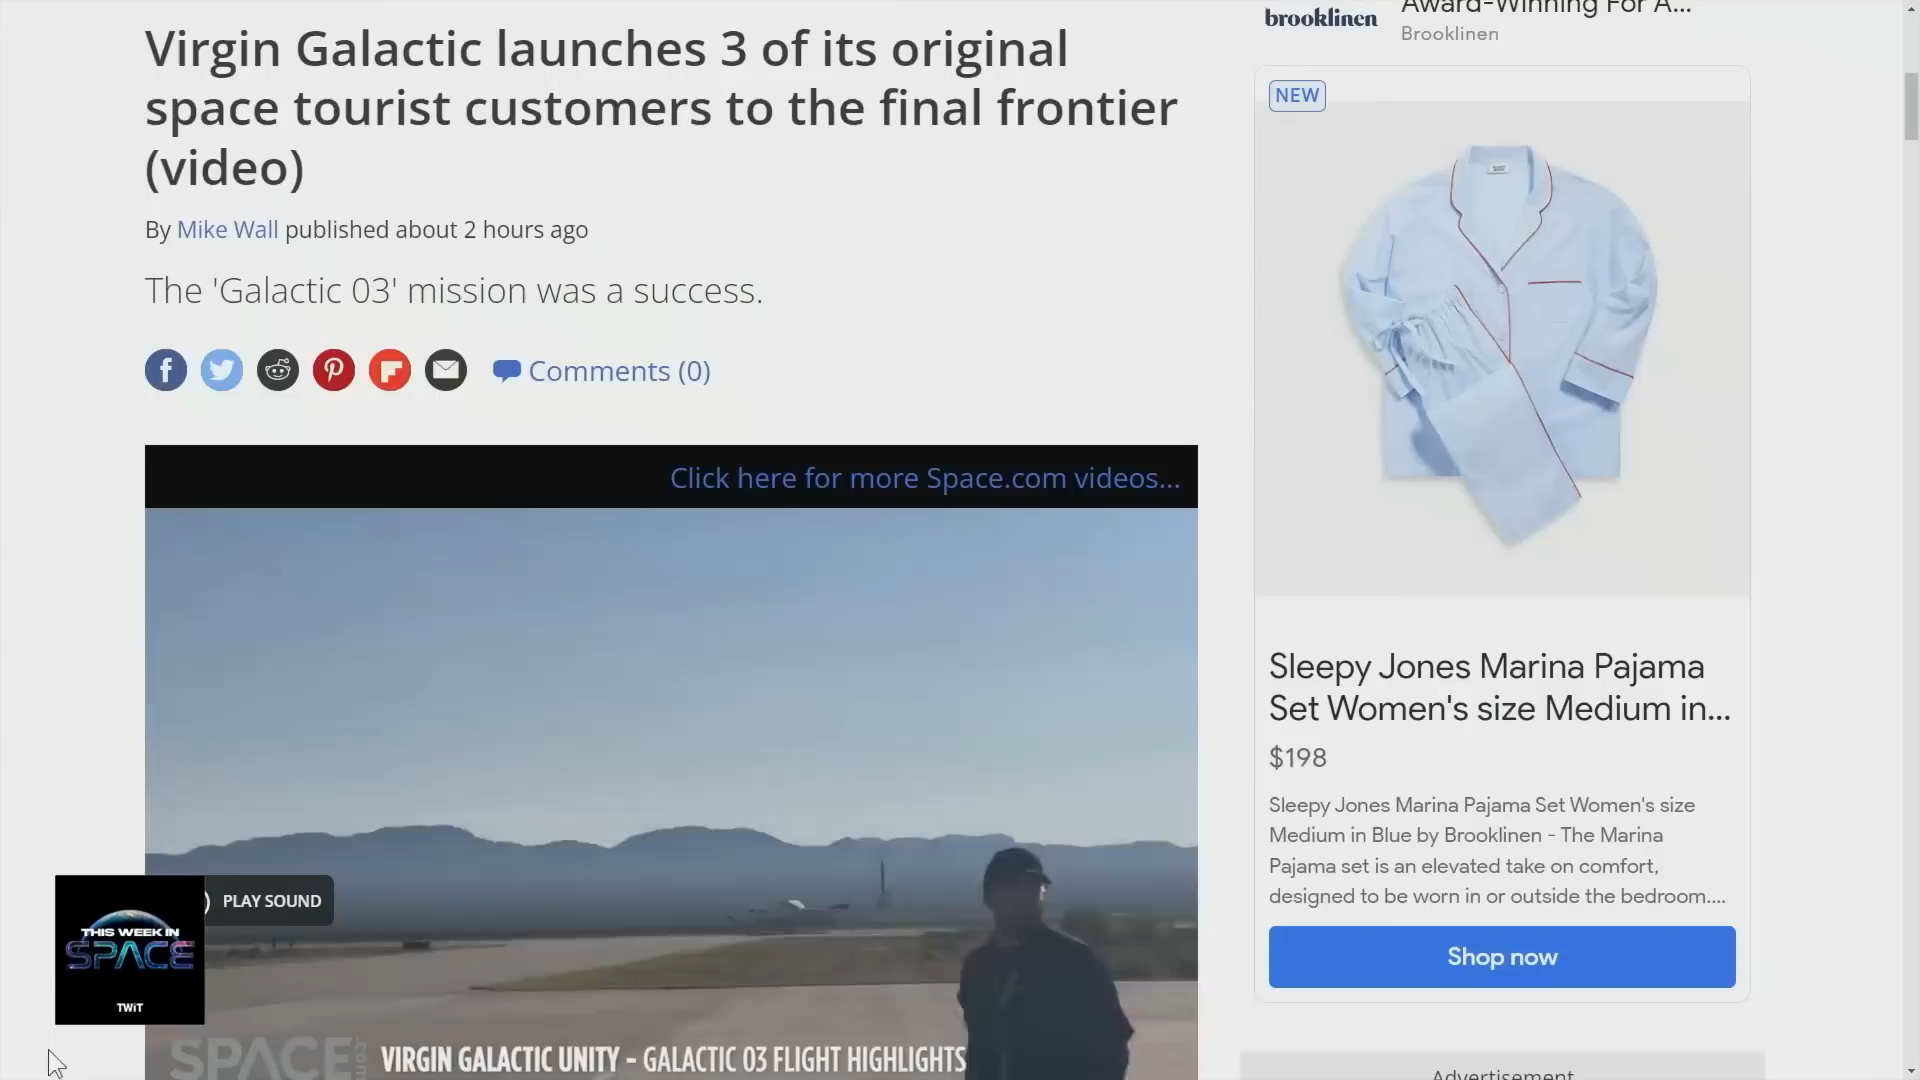 Virgin Galactic launches 3 of its original
space tourist customers to the final frontier
(video)
By Mike Wall published about 2 hours ago
The 'Galactic 03' mission was a success.
Comments (0)
Click here for more Space.com videos...
PLAY SOUND
THIS WEEK IN
SPACE
TWiT
SPACE
VIRGIN GALACTIC UNITY - GALACTIC 03 FLIGHT HIGHLIGHTS
brooklinen
Award-Winning For A...
Brooklinen
NEW
Sleepy Jones Marina Pajama
Set Women's size Medium in...
$198
Sleepy Jones Marina Pajama Set Women's size
Medium in Blue by Brooklinen - The Marina
Pajama set is an elevated take on comfort,
designed to be worn in or outside the bedroom....
Shop now
Advertisement